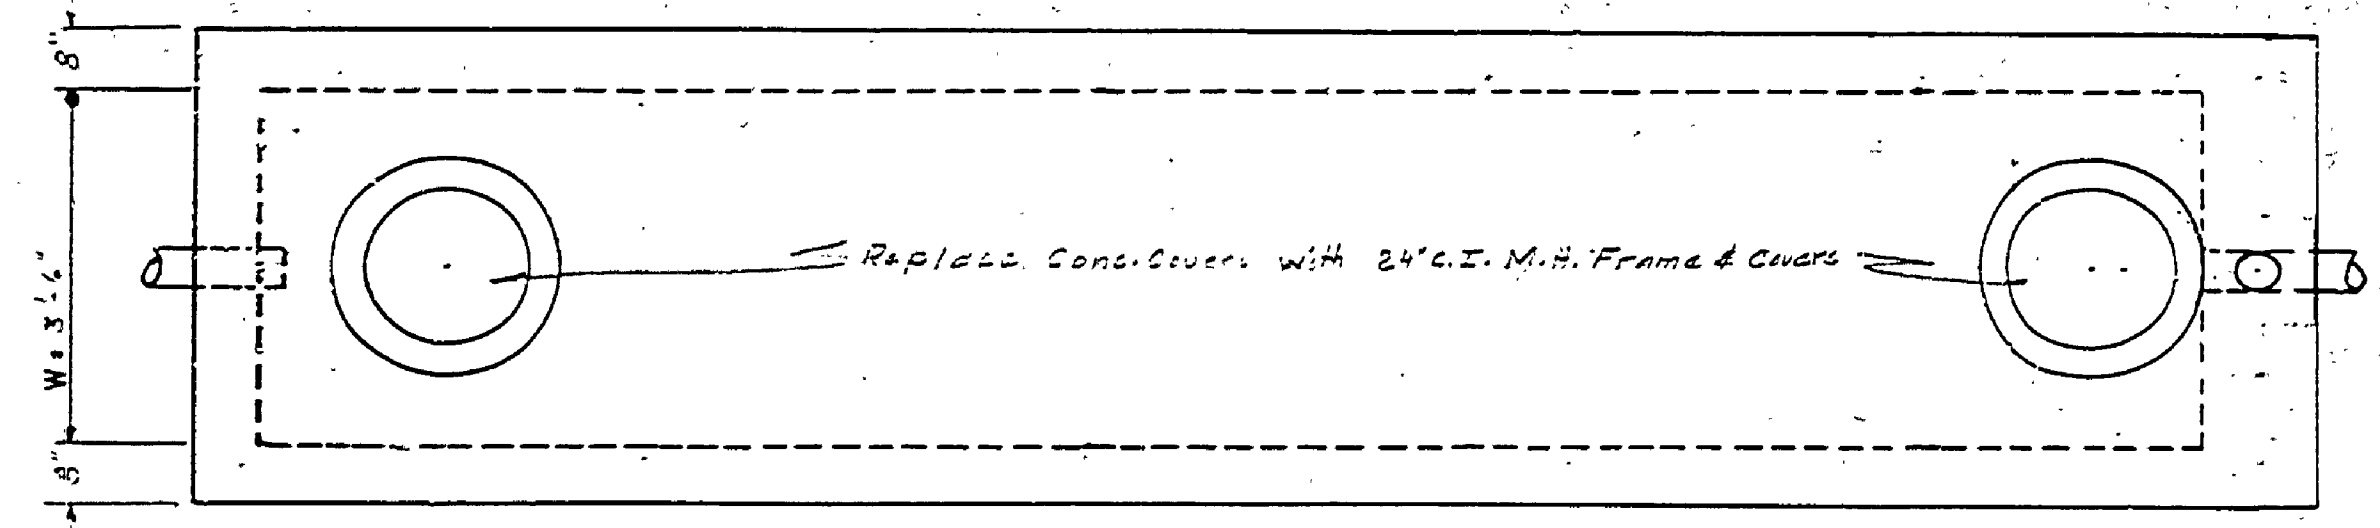 8"
W= 3'-6"
8"
Replace Conc. Covers with 24" C.I. M.H. Frame & Covers